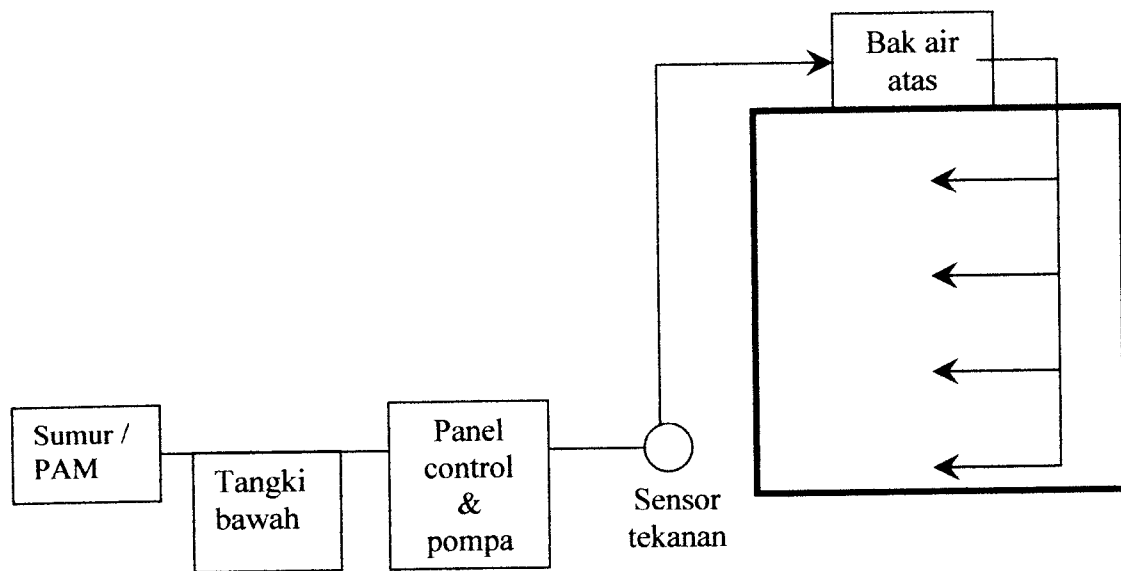 Bak air
atas
Sumur /
PAM
Tangki
bawah
Panel
control
&
pompa
Sensor
tekanan